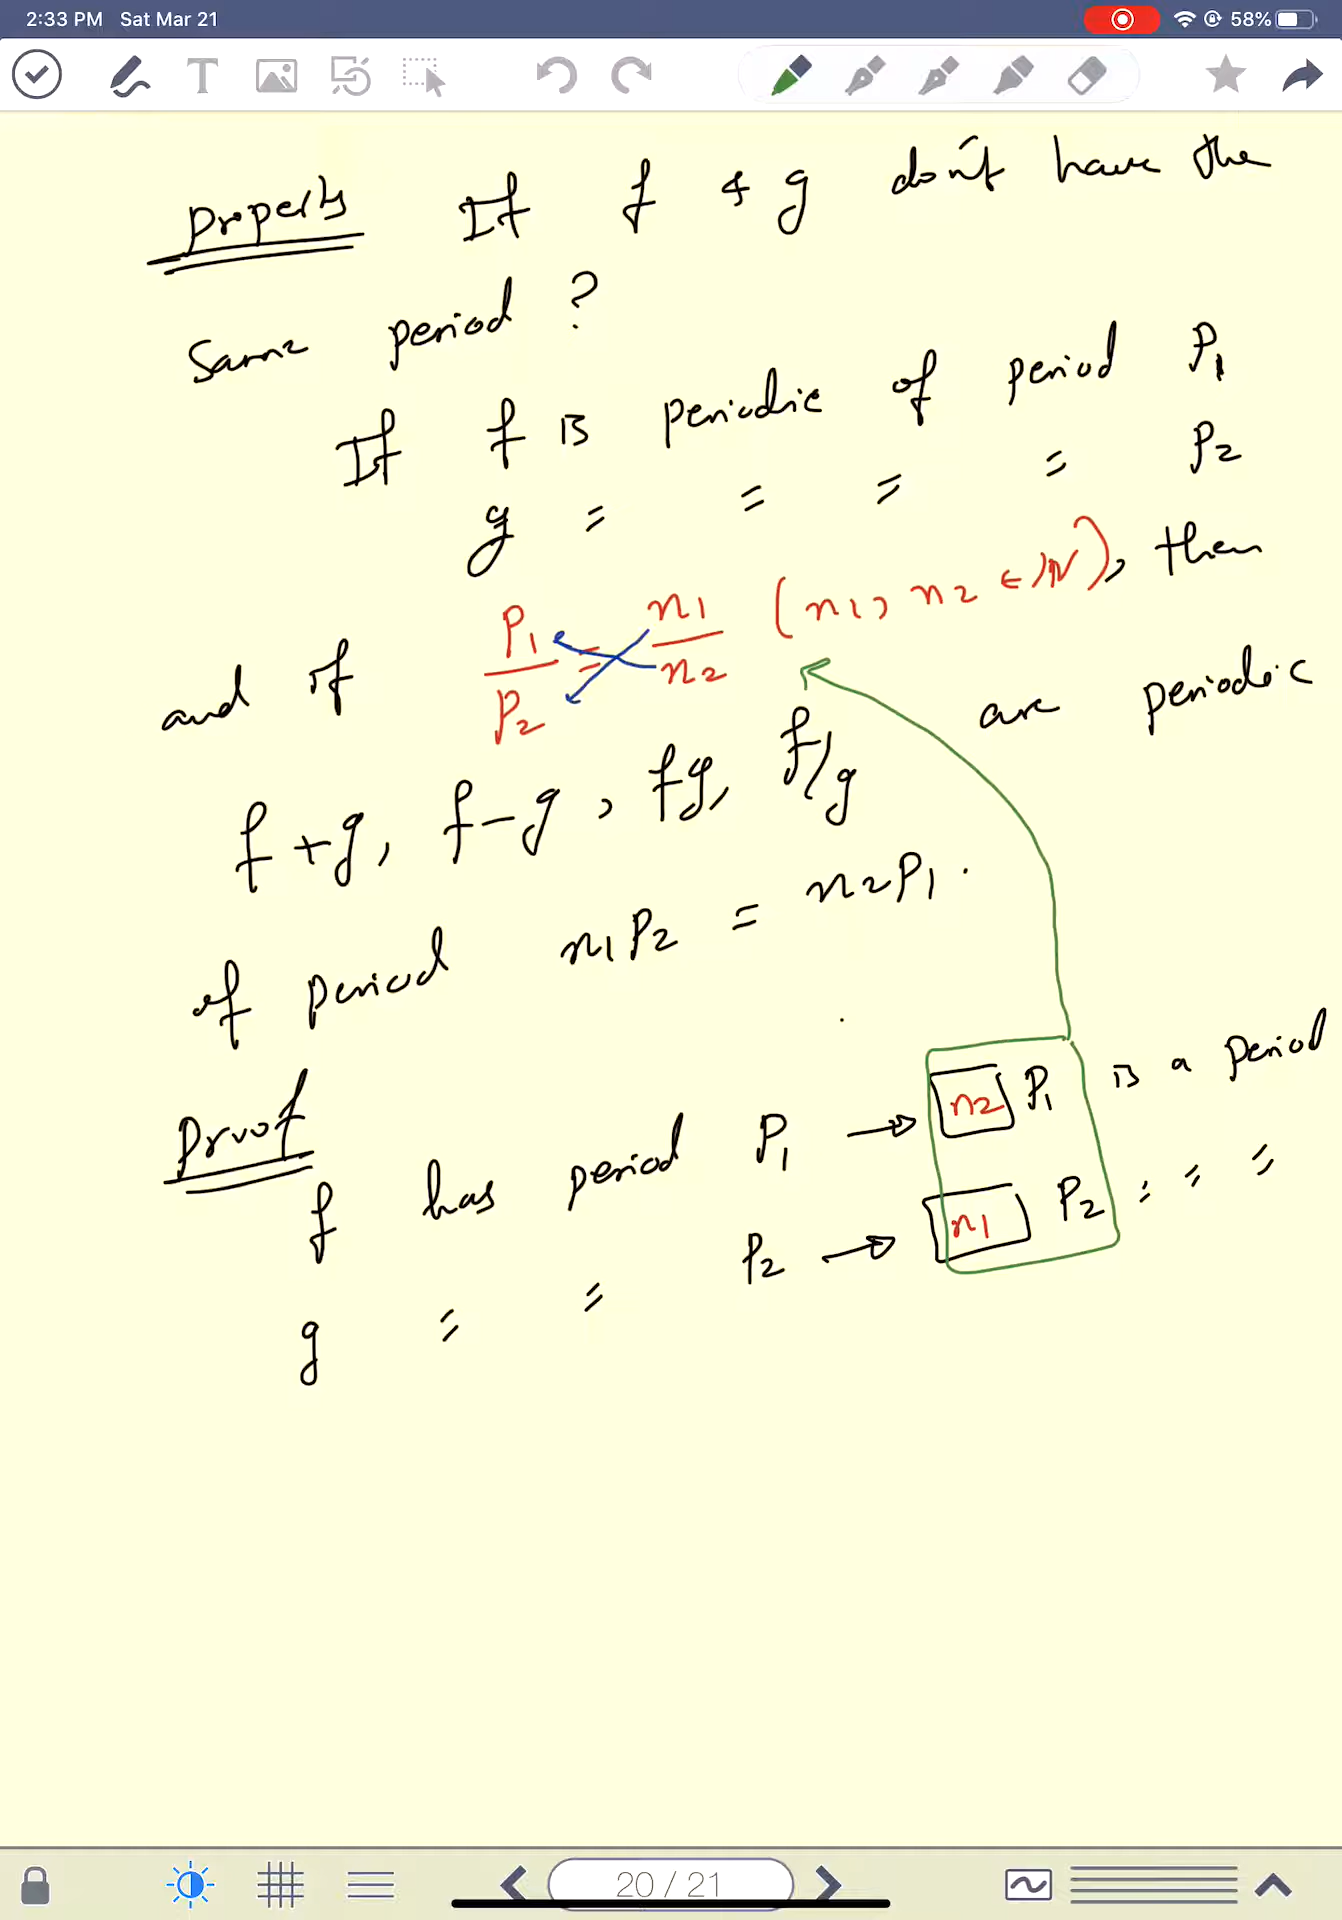 2:33 PM Sat Mar 21 58%
T
Property If f & g don't have the
same period ?
If f is periodic of period P1
g = = = = P2
and if P1/P2 = n1/n2 (n1, n2 ∈ ℕ), then
f+g, f-g, fg, f/g are periodic
of period n1P2 = n2P1.
Proof
f has period P1 → n2 P1 is a period
g = = P2 → n1 P2 = = =
20 / 21